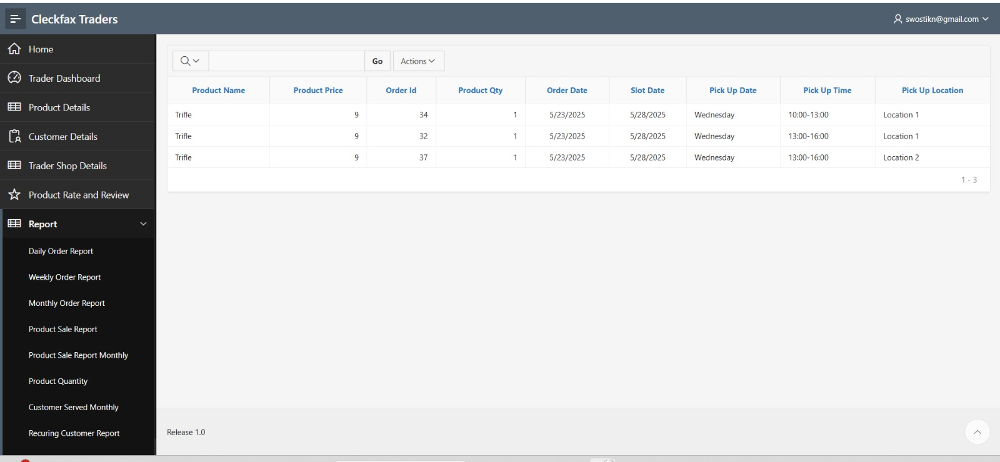 Cleckfax Traders
swostikn@gmail.com
Home
Trader Dashboard
Product Details
Customer Details
Trader Shop Details
Product Rate and Review
Report
Daily Order Report
Weekly Order Report
Monthly Order Report
Product Sale Report
Product Sale Report Monthly
Product Quantity
Customer Served Monthly
Recuring Customer Report
Go Actions
Product Name Product Price Order Id Product Qty Order Date Slot Date Pick Up Date Pick Up Time Pick Up Location
Trifle 9 34 1 5/23/2025 5/28/2025 Wednesday 10:00-13:00 Location 1
Trifle 9 32 1 5/23/2025 5/28/2025 Wednesday 13:00-16:00 Location 1
Trifle 9 37 1 5/23/2025 5/28/2025 Wednesday 13:00-16:00 Location 2
1 - 3
Release 1.0